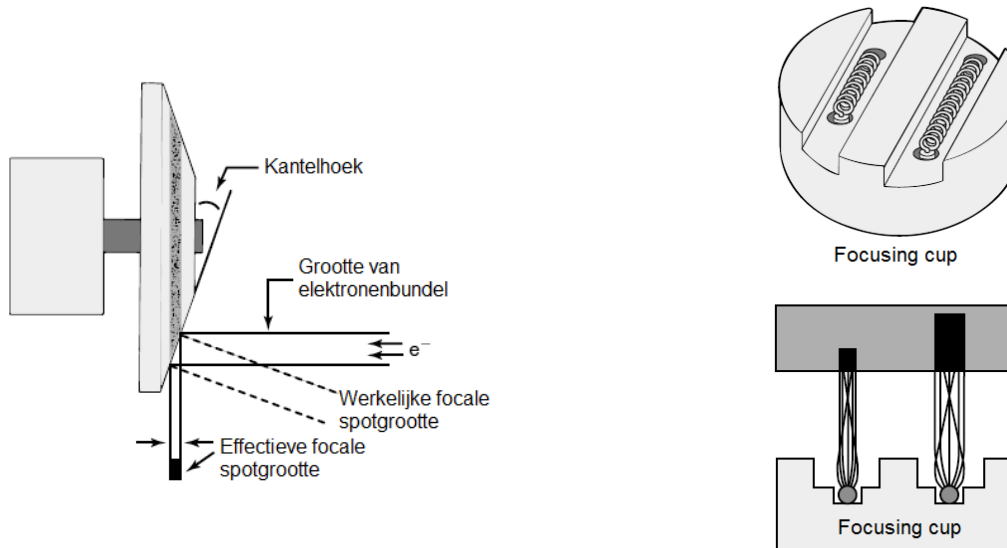 Kantelhoek
Grootte van
elektronenbundel
e⁻
Werkelijke focale
spotgrootte
Effectieve focale
spotgrootte
Focusing cup
Focusing cup